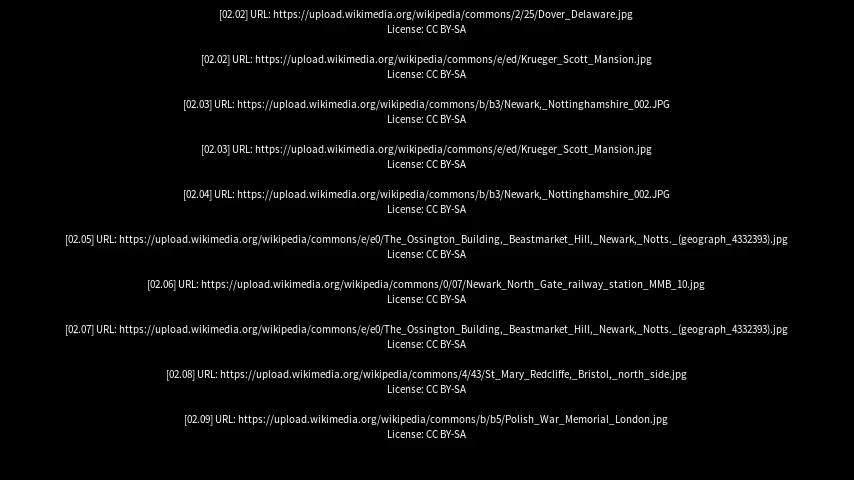 [02.02] URL: https://upload.wikimedia.org/wikipedia/commons/2/25/Dover_Delaware.jpg
License: CC BY-SA
[02.02] URL: https://upload.wikimedia.org/wikipedia/commons/e/ed/Krueger_Scott_Mansion.jpg
License: CC BY-SA
[02.03] URL: https://upload.wikimedia.org/wikipedia/commons/b/b3/Newark,_Nottinghamshire_002.JPG
License: CC BY-SA
[02.03] URL: https://upload.wikimedia.org/wikipedia/commons/e/ed/Krueger_Scott_Mansion.jpg
License: CC BY-SA
[02.04] URL: https://upload.wikimedia.org/wikipedia/commons/b/b3/Newark,_Nottinghamshire_002.JPG
License: CC BY-SA
[02.05] URL: https://upload.wikimedia.org/wikipedia/commons/e/e0/The_Ossington_Building,_Beastmarket_Hill,_Newark,_Notts._(geograph_4332393).jpg
License: CC BY-SA
[02.06] URL: https://upload.wikimedia.org/wikipedia/commons/0/07/Newark_North_Gate_railway_station_MMB_10.jpg
License: CC BY-SA
[02.07] URL: https://upload.wikimedia.org/wikipedia/commons/e/e0/The_Ossington_Building,_Beastmarket_Hill,_Newark,_Notts._(geograph_4332393).jpg
License: CC BY-SA
[02.08] URL: https://upload.wikimedia.org/wikipedia/commons/4/43/St_Mary_Redcliffe,_Bristol,_north_side.jpg
License: CC BY-SA
[02.09] URL: https://upload.wikimedia.org/wikipedia/commons/b/b5/Polish_War_Memorial_London.jpg
License: CC BY-SA